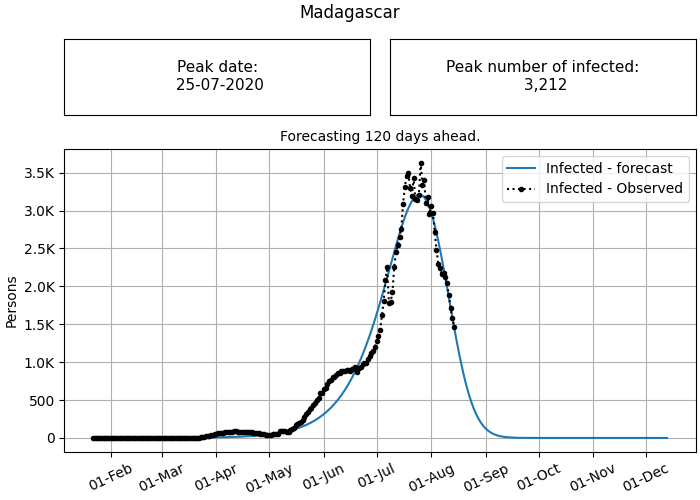 Madagascar
Peak date:
25-07-2020
Peak number of infected:
3,212
Forecasting 120 days ahead.
Infected - forecast
Infected - Observed
Persons
3.5K
3.0K
2.5K
2.0K
1.5K
1.0K
500
0
01-Feb
01-Mar
01-Apr
01-May
01-Jun
01-Jul
01-Aug
01-Sep
01-Oct
01-Nov
01-Dec